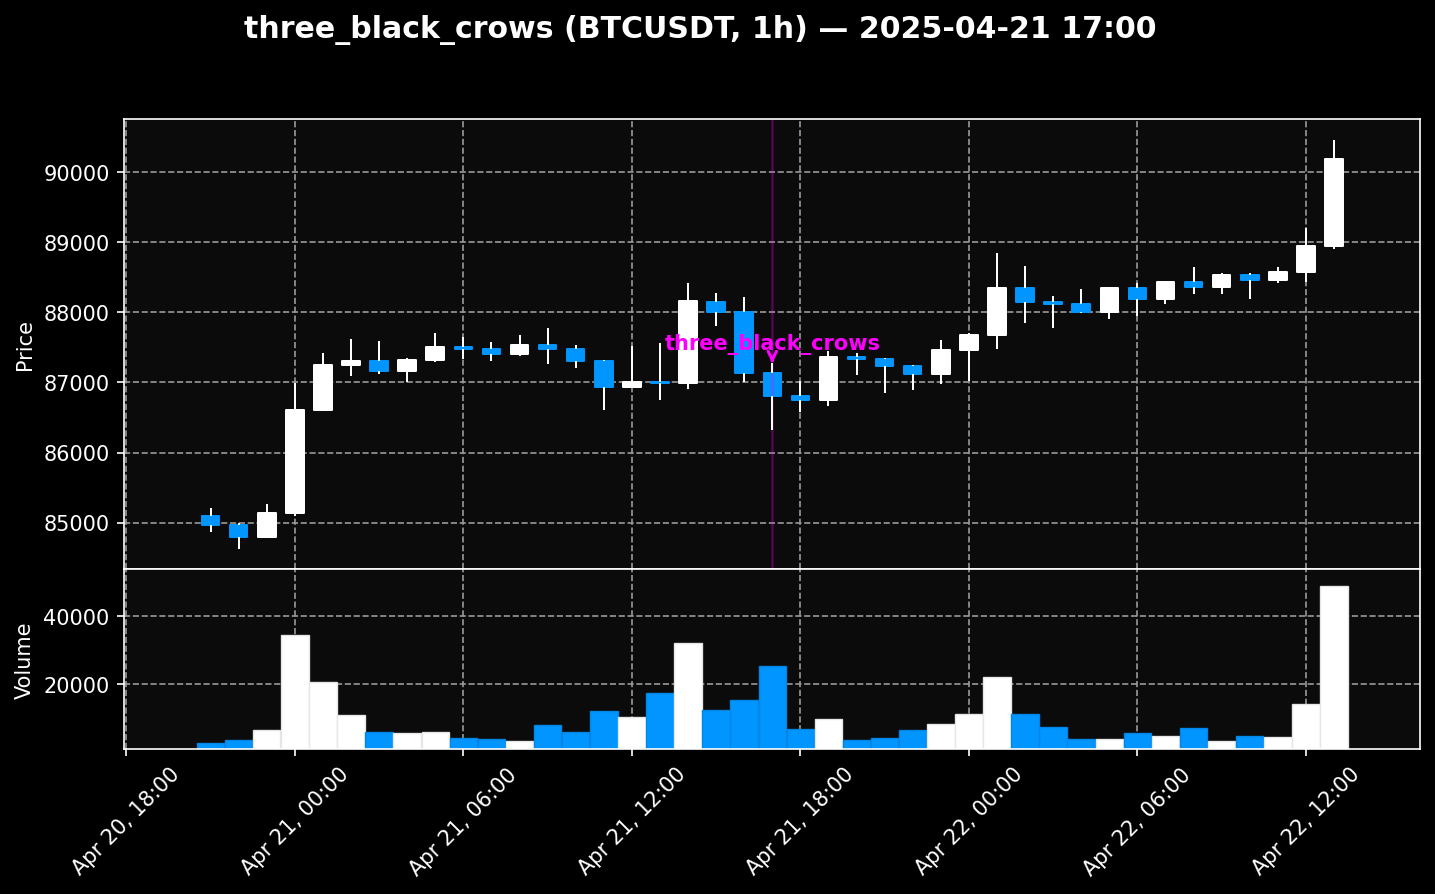 three_black_crows (BTCUSDT, 1h) — 2025-04-21 17:00
90000
89000
88000
87000
86000
85000
Price
three_black_crows
40000
20000
Volume
Apr 20, 18:00
Apr 21, 00:00
Apr 21, 06:00
Apr 21, 12:00
Apr 21, 18:00
Apr 22, 00:00
Apr 22, 06:00
Apr 22, 12:00